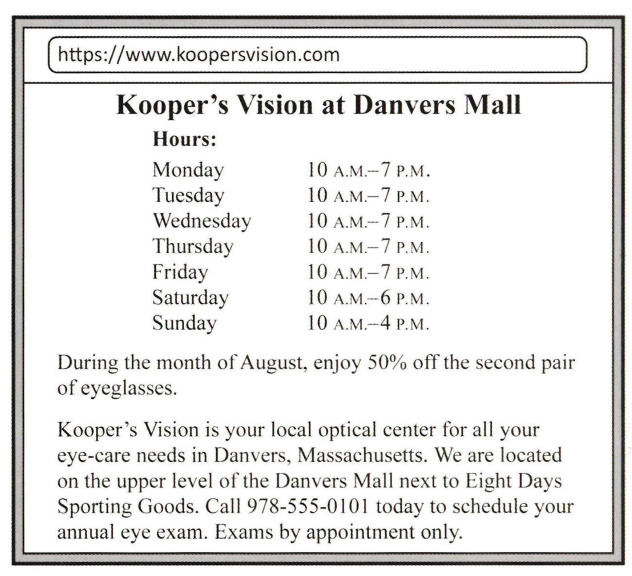 https://www.koopersvision.com
Kooper's Vision at Danvers Mall
Hours:
Monday 10 A.M.–7 P.M.
Tuesday 10 A.M.–7 P.M.
Wednesday 10 A.M.–7 P.M.
Thursday 10 A.M.–7 P.M.
Friday 10 A.M.–7 P.M.
Saturday 10 A.M.–6 P.M.
Sunday 10 A.M.–4 P.M.
During the month of August, enjoy 50% off the second pair
of eyeglasses.
Kooper's Vision is your local optical center for all your
eye-care needs in Danvers, Massachusetts. We are located
on the upper level of the Danvers Mall next to Eight Days
Sporting Goods. Call 978-555-0101 today to schedule your
annual eye exam. Exams by appointment only.